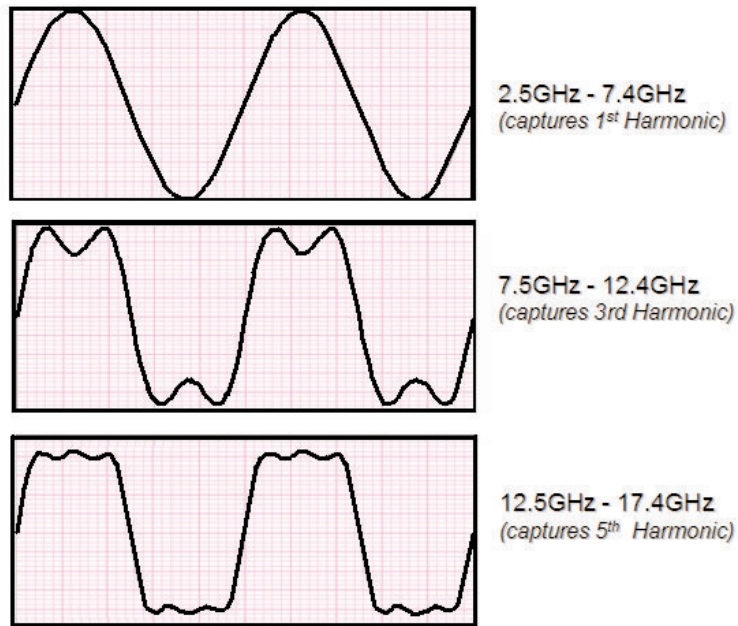 2.5GHz - 7.4GHz
(captures 1st Harmonic)
7.5GHz - 12.4GHz
(captures 3rd Harmonic)
12.5GHz - 17.4GHz
(captures 5th Harmonic)